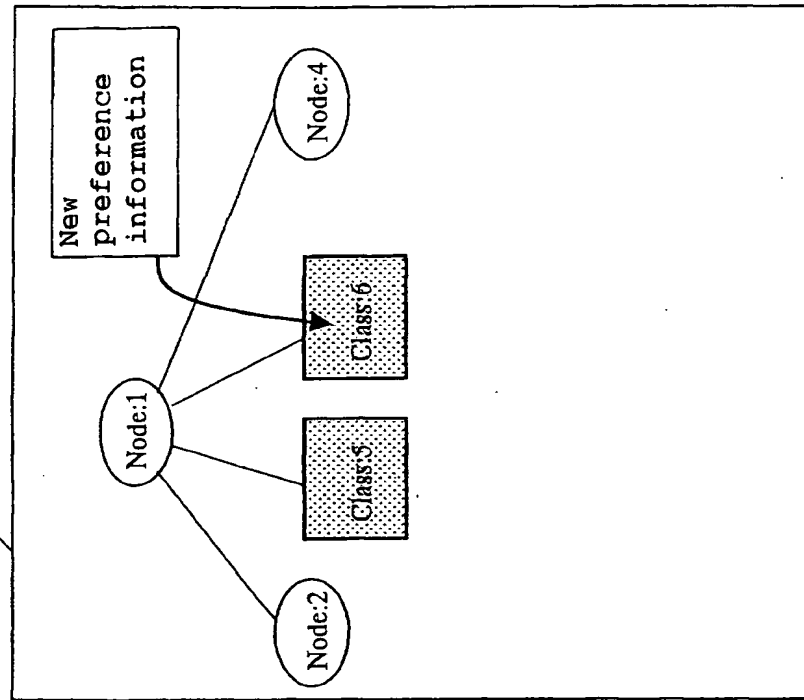 New
preference
information
Node:1
Node:2
Class:5
Class:6
Node:4